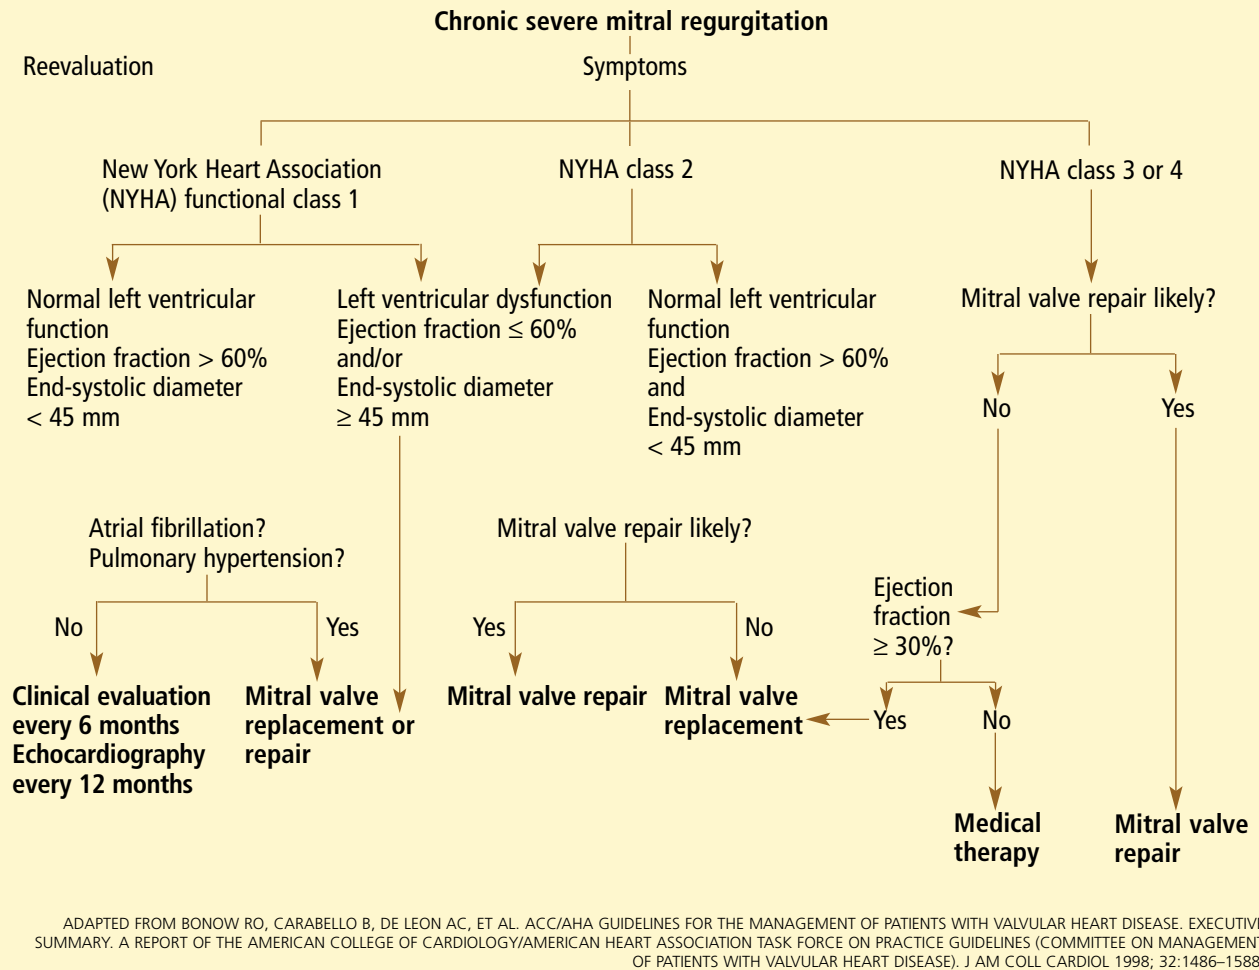 Chronic severe mitral regurgitation
Reevaluation
Symptoms
New York Heart Association
(NYHA) functional class 1
NYHA class 2
NYHA class 3 or 4
Normal left ventricular
function
Ejection fraction > 60%
End-systolic diameter
< 45 mm
Left ventricular dysfunction
Ejection fraction ≤ 60%
and/or
End-systolic diameter
≥ 45 mm
Normal left ventricular
function
Ejection fraction > 60%
and
End-systolic diameter
< 45 mm
Mitral valve repair likely?
No
Yes
Atrial fibrillation?
Pulmonary hypertension?
No
Yes
Mitral valve repair likely?
Yes
No
Ejection
fraction
≥ 30%?
Yes
No
Clinical evaluation
every 6 months
Echocardiography
every 12 months
Mitral valve
replacement or
repair
Mitral valve repair
Mitral valve
replacement
Medical
therapy
Mitral valve
repair
ADAPTED FROM BONOW RO, CARABELLO B, DE LEON AC, ET AL. ACC/AHA GUIDELINES FOR THE MANAGEMENT OF PATIENTS WITH VALVULAR HEART DISEASE. EXECUTIVE
SUMMARY. A REPORT OF THE AMERICAN COLLEGE OF CARDIOLOGY/AMERICAN HEART ASSOCIATION TASK FORCE ON PRACTICE GUIDELINES (COMMITTEE ON MANAGEMENT
OF PATIENTS WITH VALVULAR HEART DISEASE). J AM COLL CARDIOL 1998; 32:1486–1588